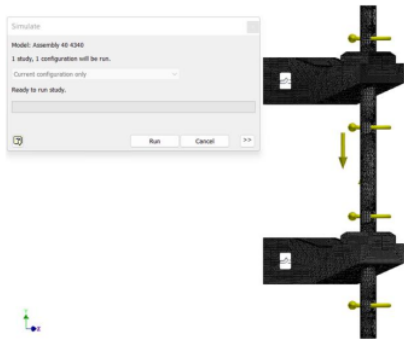 Simulate
Model: Assembly 40 4340
1 study, 1 configuration will be run.
Current configuration only
Ready to run study.
Run
Cancel
>>